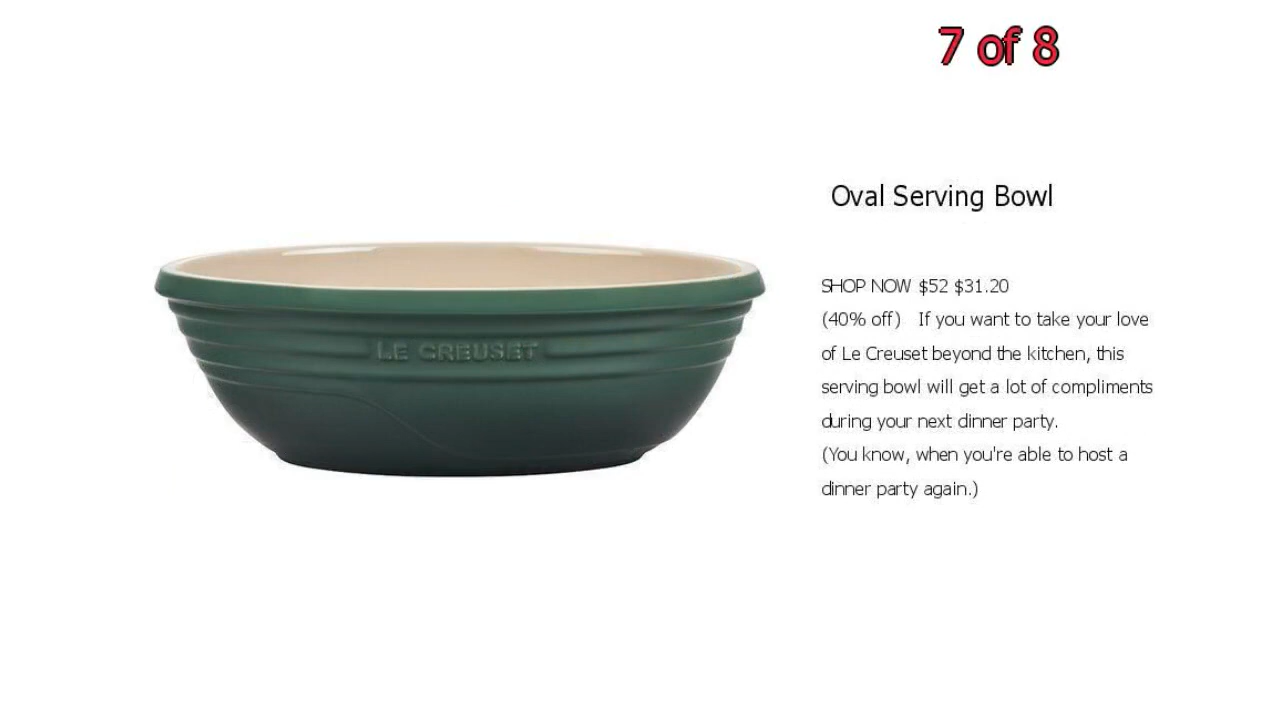 7 of 8
Oval Serving Bowl
LE CREUSET
SHOP NOW $52 $31.20
(40% off)   If you want to take your love
of Le Creuset beyond the kitchen, this
serving bowl will get a lot of compliments
during your next dinner party.
(You know, when you're able to host a
dinner party again.)